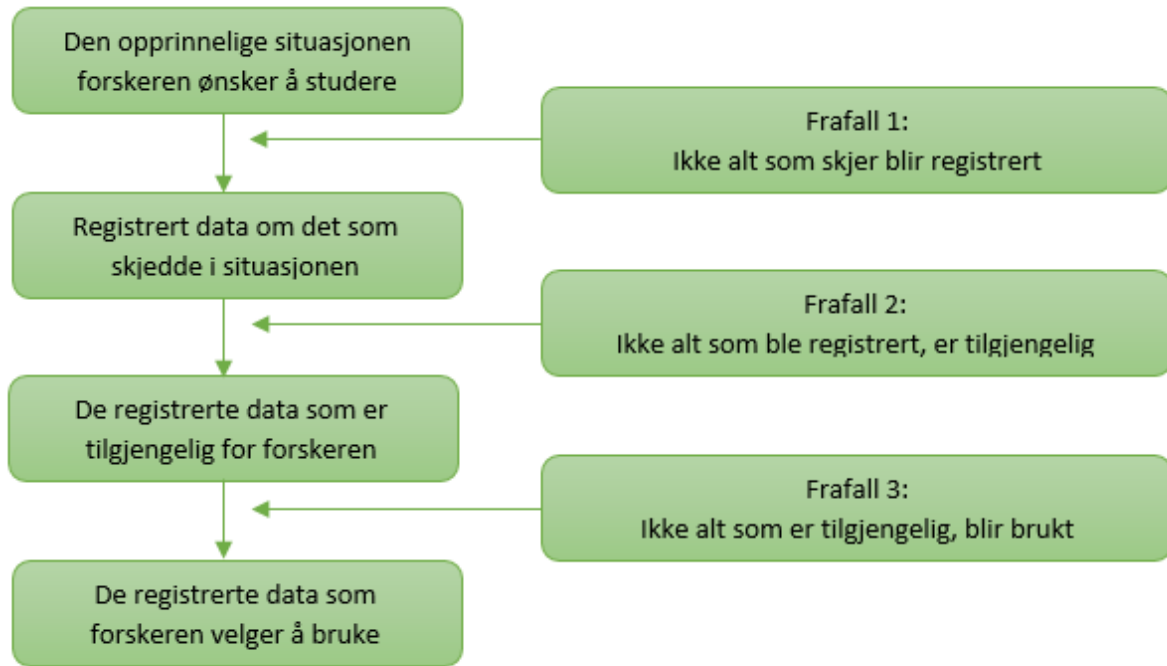 Den opprinnelige situasjonen
forskeren ønsker å studere
Frafall 1:
Ikke alt som skjer blir registrert
Registrert data om det som
skjedde i situasjonen
Frafall 2:
Ikke alt som ble registrert, er tilgjengelig
De registrerte data som er
tilgjengelig for forskeren
Frafall 3:
Ikke alt som er tilgjengelig, blir brukt
De registrerte data som
forskeren velger å bruke